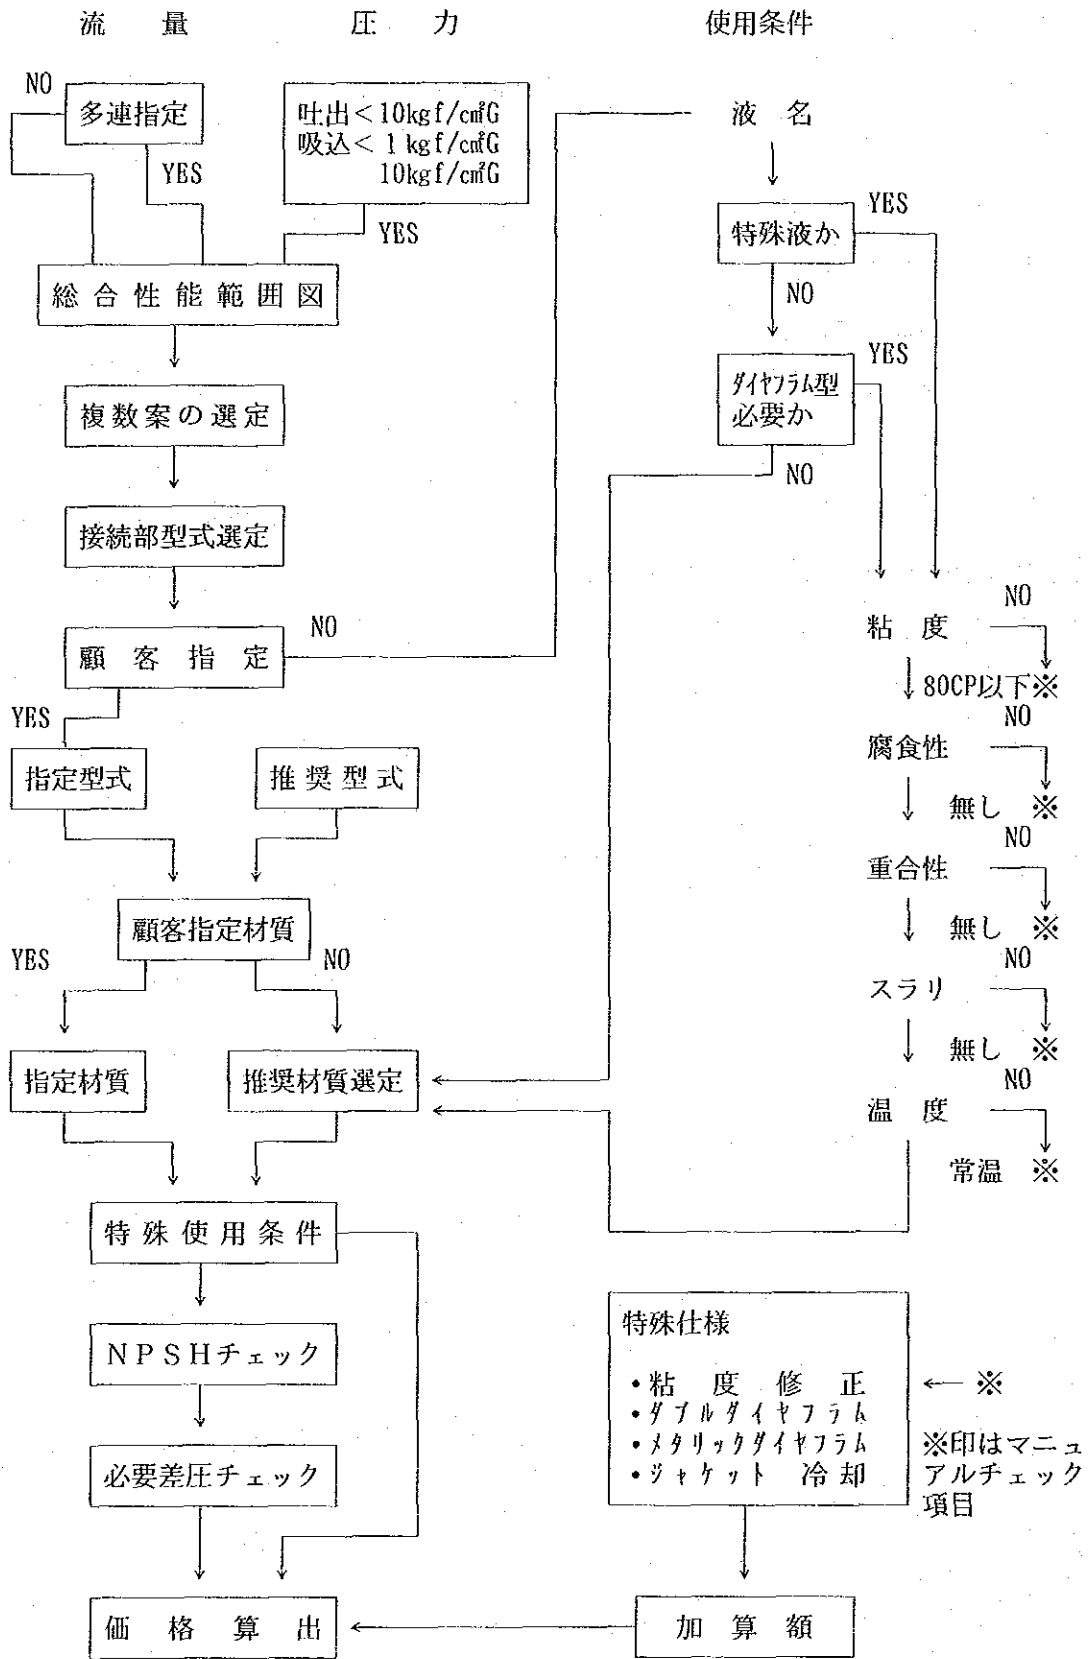 流量
圧力
使用条件
NO
多連指定
YES
吐出<10kgf/c㎡G
吸込<1kgf/c㎡G
10kgf/c㎡G
YES
総合性能範囲図
複数案の選定
接続部型式選定
顧客指定
NO
YES
指定型式
推奨型式
顧客指定材質
YES
NO
指定材質
推奨材質選定
特殊使用条件
NPSHチェック
必要差圧チェック
価格算出
液名
特殊液か
YES
NO
ダイヤフラム型
必要か
YES
NO
粘度
NO
80CP以下※
腐食性
NO
無し ※
重合性
NO
無し ※
スラリ
NO
無し ※
温度
NO
常温 ※
特殊仕様
・粘度修正
・ダブルダイヤフラム
・メタリックダイヤフラム
・ジャケット 冷却
※
※印はマニュ
アルチェック
項目
加算額